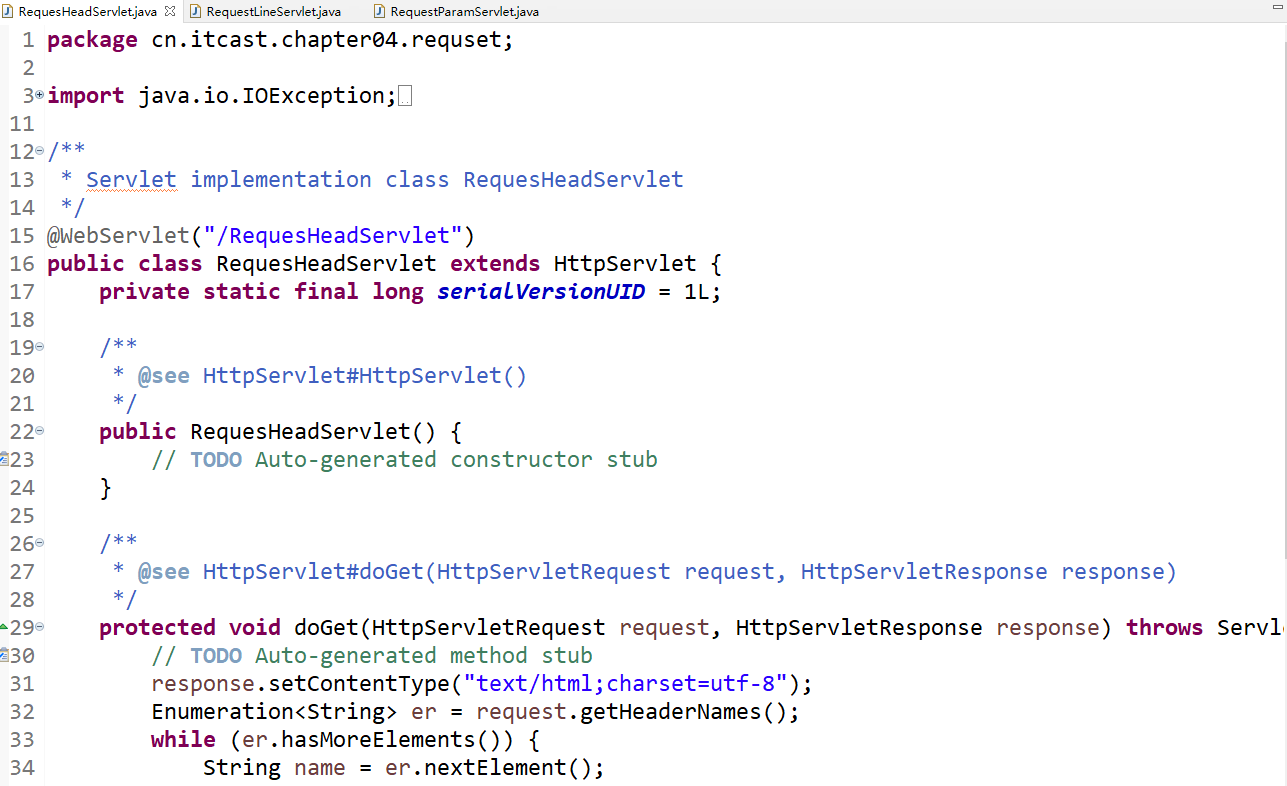 RequesHeadServlet.java RequestLineServlet.java RequestParamServlet.java
1 package cn.itcast.chapter04.requset;
2
3 import java.io.IOException;
11
12 /**
13 * Servlet implementation class RequesHeadServlet
14 */
15 @WebServlet("/RequesHeadServlet")
16 public class RequesHeadServlet extends HttpServlet {
17 private static final long serialVersionUID = 1L;
18
19 /**
20 * @see HttpServlet#HttpServlet()
21 */
22 public RequesHeadServlet() {
23 // TODO Auto-generated constructor stub
24 }
25
26 /**
27 * @see HttpServlet#doGet(HttpServletRequest request, HttpServletResponse response)
28 */
29 protected void doGet(HttpServletRequest request, HttpServletResponse response) throws Servl
30 // TODO Auto-generated method stub
31 response.setContentType("text/html;charset=utf-8");
32 Enumeration<String> er = request.getHeaderNames();
33 while (er.hasMoreElements()) {
34 String name = er.nextElement();